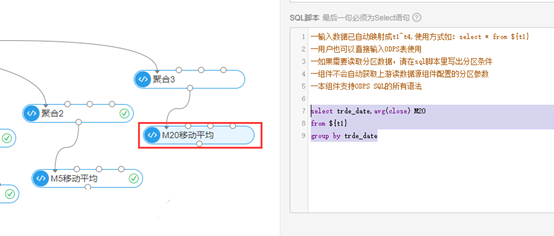 聚合3
聚合2
M20移动平均
M5移动平均
SQL脚本 最后一句必须为Select语句
1 —输入数据已自动映射成t1~t4,使用方式如: select * from ${t1}
2 —用户也可以直接输入ODPS表使用
3 —如果需要读取分区数据,请在sql脚本里写出分区条件
4 —组件不会自动获取上游读数据源组件配置的分区参数
5 —本组件支持ODPS SQL的所有语法
6
7 select trde_date,avg(close) M20
8 from ${t1}
9 group by trde_date